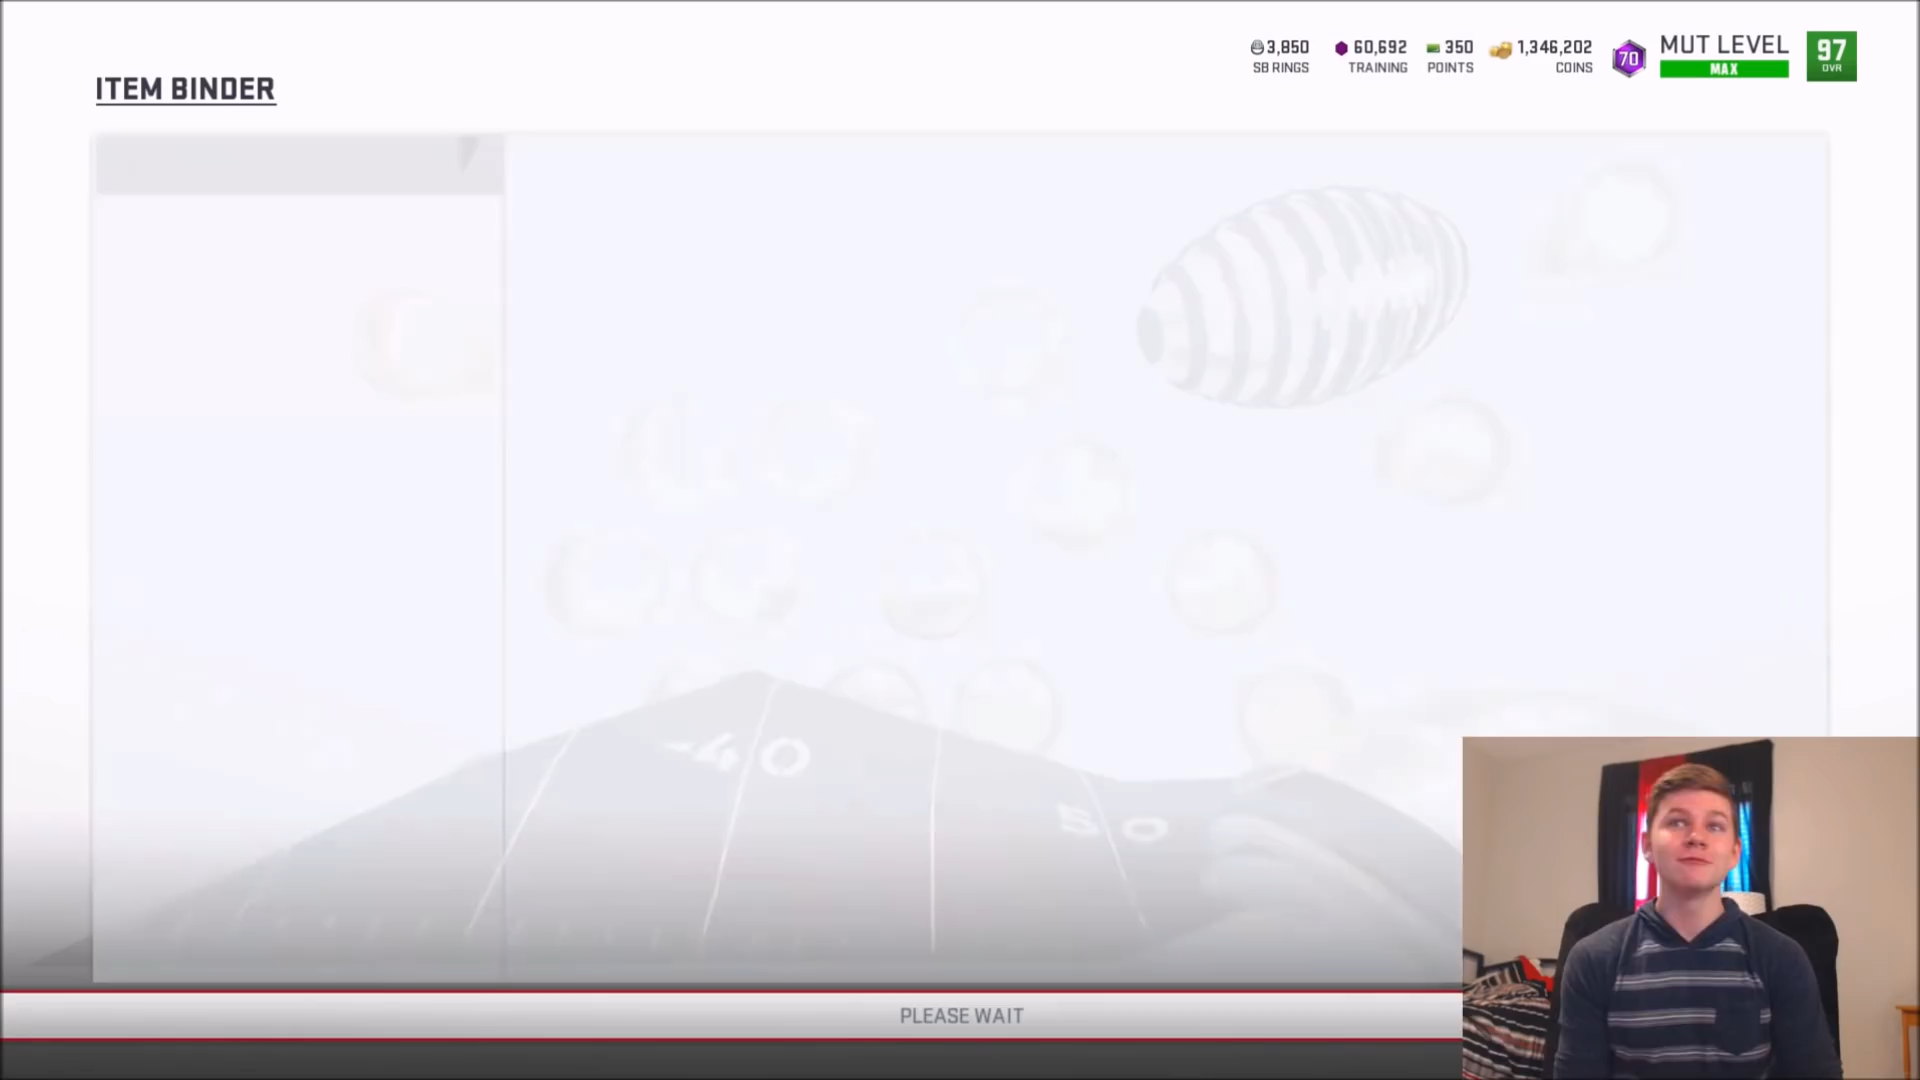 ITEM BINDER
3,850
SB RINGS
60,692
TRAINING
350
POINTS
1,346,202
COINS
70
MUT LEVEL
MAX
97
OVR
-40
50
PLEASE WAIT